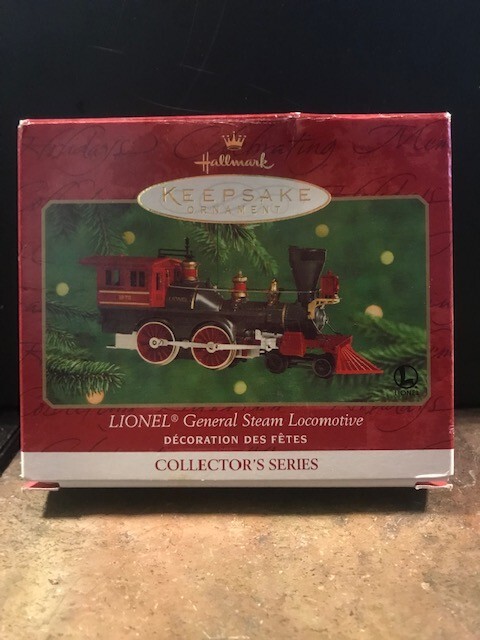 Hallmark
KEEPSAKE
ORNAMENT
LIONEL® General Steam Locomotive
DÉCORATION DES FÊTES
COLLECTOR'S SERIES